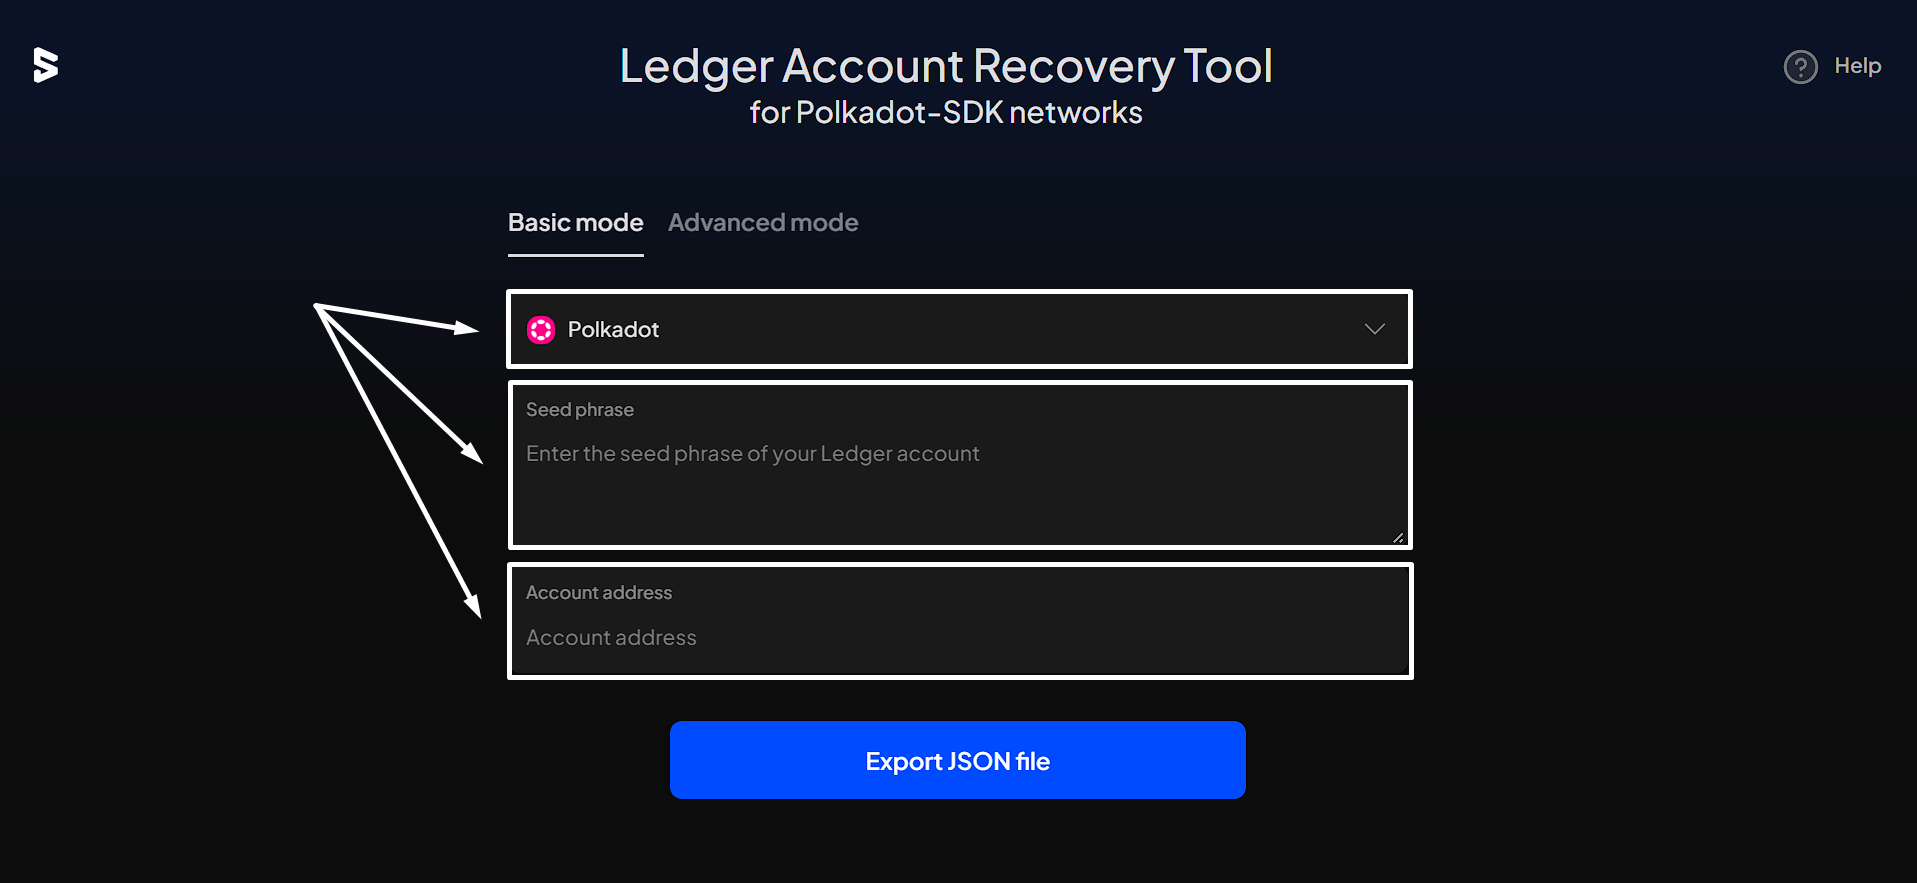 Ledger Account Recovery Tool
for Polkadot-SDK networks
Help
Basic mode Advanced mode
Polkadot
Seed phrase
Enter the seed phrase of your Ledger account
Account address
Account address
Export JSON file